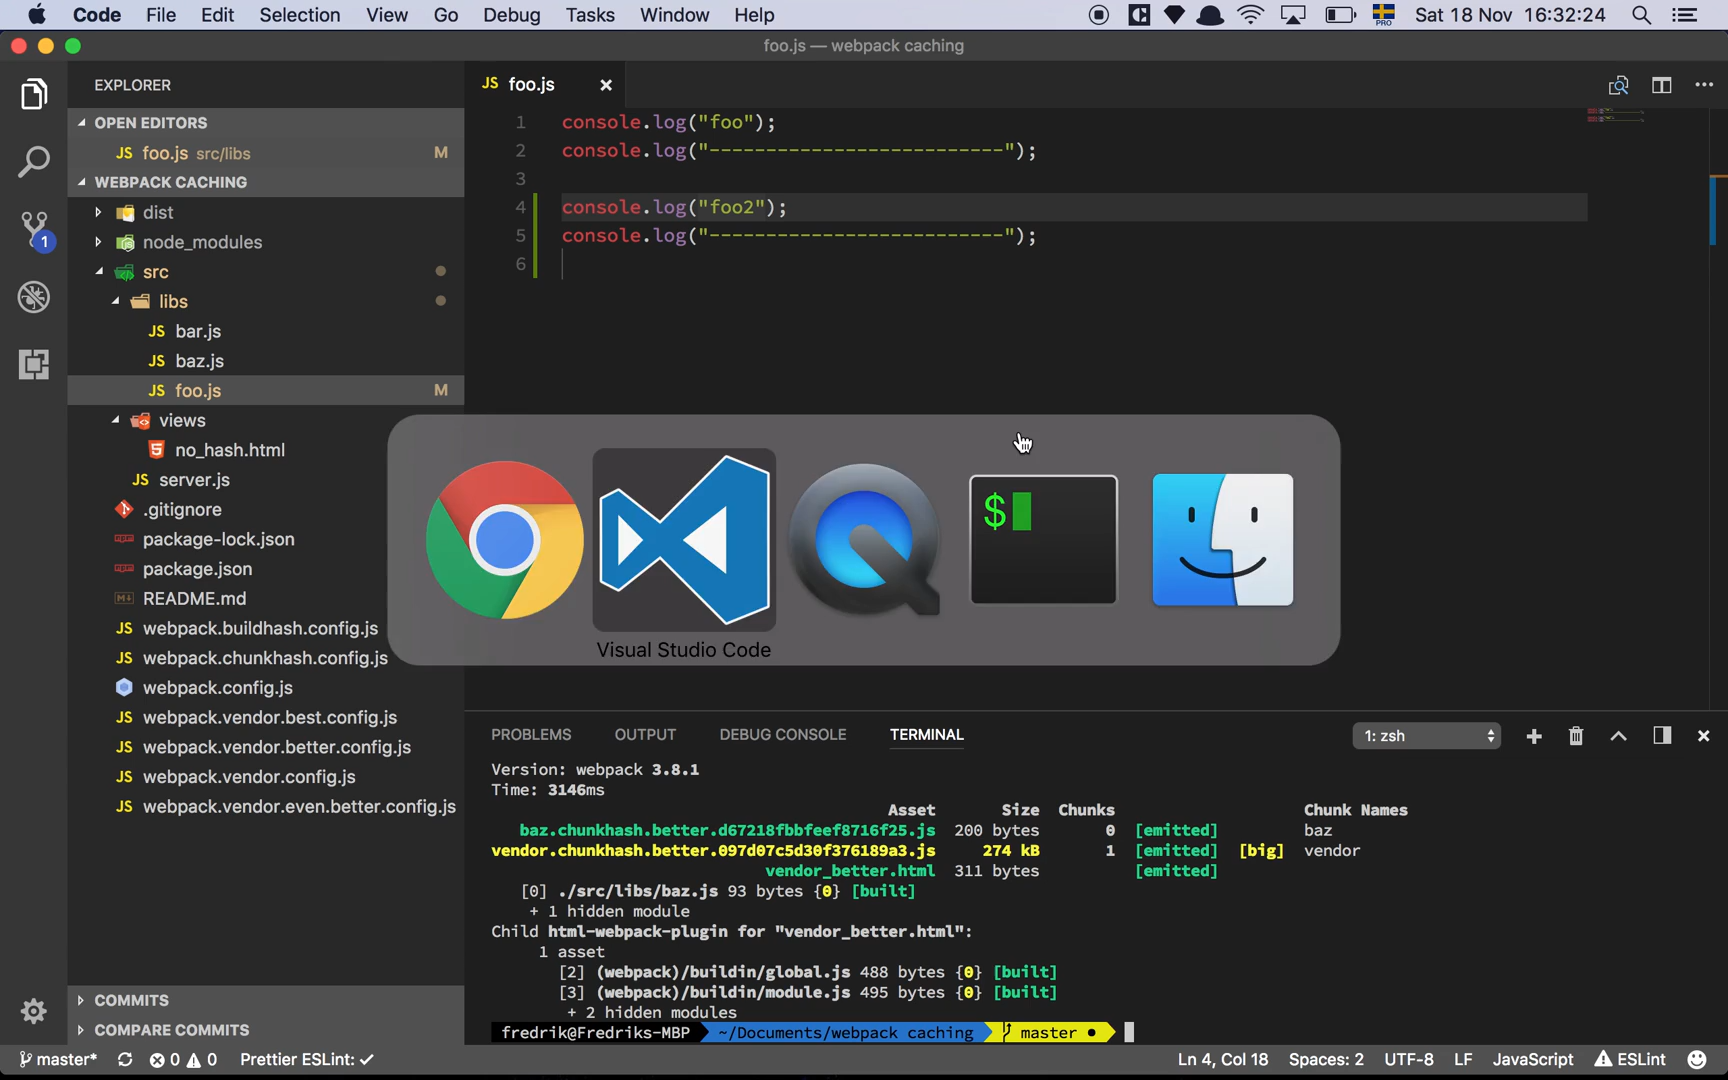 Code File Edit Selection View Go Debug Tasks Window Help
PRO Sat 18 Nov 16:32:24
foo.js — webpack caching
EXPLORER
JS foo.js
OPEN EDITORS
JS foo.js src/libs M
WEBPACK CACHING
dist
node_modules
src
libs
JS bar.js
JS baz.js
JS foo.js M
views
no_hash.html
JS server.js
.gitignore
package-lock.json
package.json
README.md
JS webpack.buildhash.config.js
JS webpack.chunkhash.config.js
webpack.config.js
JS webpack.vendor.best.config.js
JS webpack.vendor.better.config.js
JS webpack.vendor.config.js
JS webpack.vendor.even.better.config.js
COMMITS
COMPARE COMMITS
1
1 console.log("foo");
2 console.log("--------------------------");
3
4 console.log("foo2");
5 console.log("--------------------------");
6
$
Visual Studio Code
PROBLEMS OUTPUT DEBUG CONSOLE TERMINAL 1: zsh
Version: webpack 3.8.1
Time: 3146ms
Asset Size Chunks Chunk Names
baz.chunkhash.better.d67218fbbfeef8716f25.js 200 bytes 0 [emitted] baz
vendor.chunkhash.better.097d07c5d30f376189a3.js 274 kB 1 [emitted] [big] vendor
vendor_better.html 311 bytes [emitted]
[0] ./src/libs/baz.js 93 bytes {0} [built]
+ 1 hidden module
Child html-webpack-plugin for "vendor_better.html":
1 asset
[2] (webpack)/buildin/global.js 488 bytes {0} [built]
[3] (webpack)/buildin/module.js 495 bytes {0} [built]
+ 2 hidden modules
fredrik@Fredriks-MBP ~/Documents/webpack caching master ●
master* 0 0 Prettier ESLint: ✓ Ln 4, Col 18 Spaces: 2 UTF-8 LF JavaScript ESLint